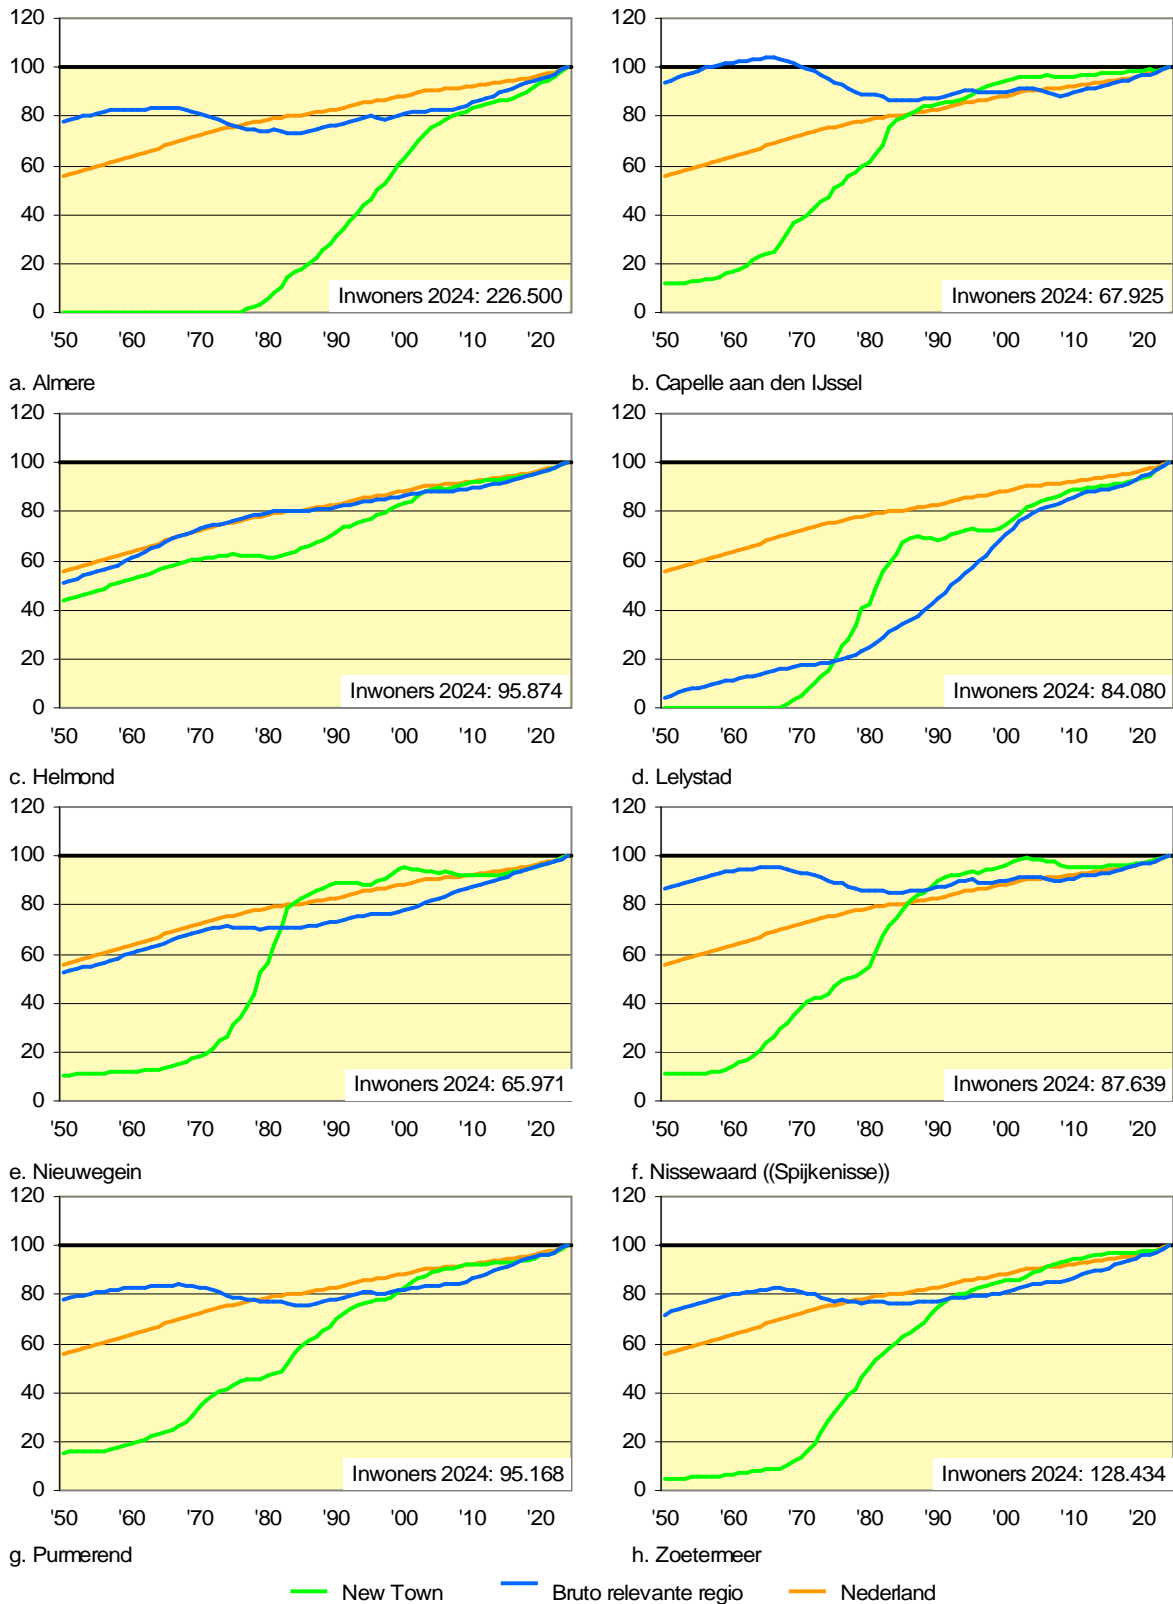 120
100
80
60
40
20
0
Inwoners 2024: 226.500
'50 '60 '70 '80 '90 '00 '10 '20
a. Almere
120
100
80
60
40
20
0
Inwoners 2024: 67.925
'50 '60 '70 '80 '90 '00 '10 '20
b. Capelle aan den IJssel
120
100
80
60
40
20
0
Inwoners 2024: 95.874
'50 '60 '70 '80 '90 '00 '10 '20
c. Helmond
120
100
80
60
40
20
0
Inwoners 2024: 84.080
'50 '60 '70 '80 '90 '00 '10 '20
d. Lelystad
120
100
80
60
40
20
0
Inwoners 2024: 65.971
'50 '60 '70 '80 '90 '00 '10 '20
e. Nieuwegein
120
100
80
60
40
20
0
Inwoners 2024: 87.639
'50 '60 '70 '80 '90 '00 '10 '20
f. Nissewaard ((Spijkenisse))
120
100
80
60
40
20
0
Inwoners 2024: 95.168
'50 '60 '70 '80 '90 '00 '10 '20
g. Purmerend
120
100
80
60
40
20
0
Inwoners 2024: 128.434
'50 '60 '70 '80 '90 '00 '10 '20
h. Zoetermeer
New Town Bruto relevante regio Nederland